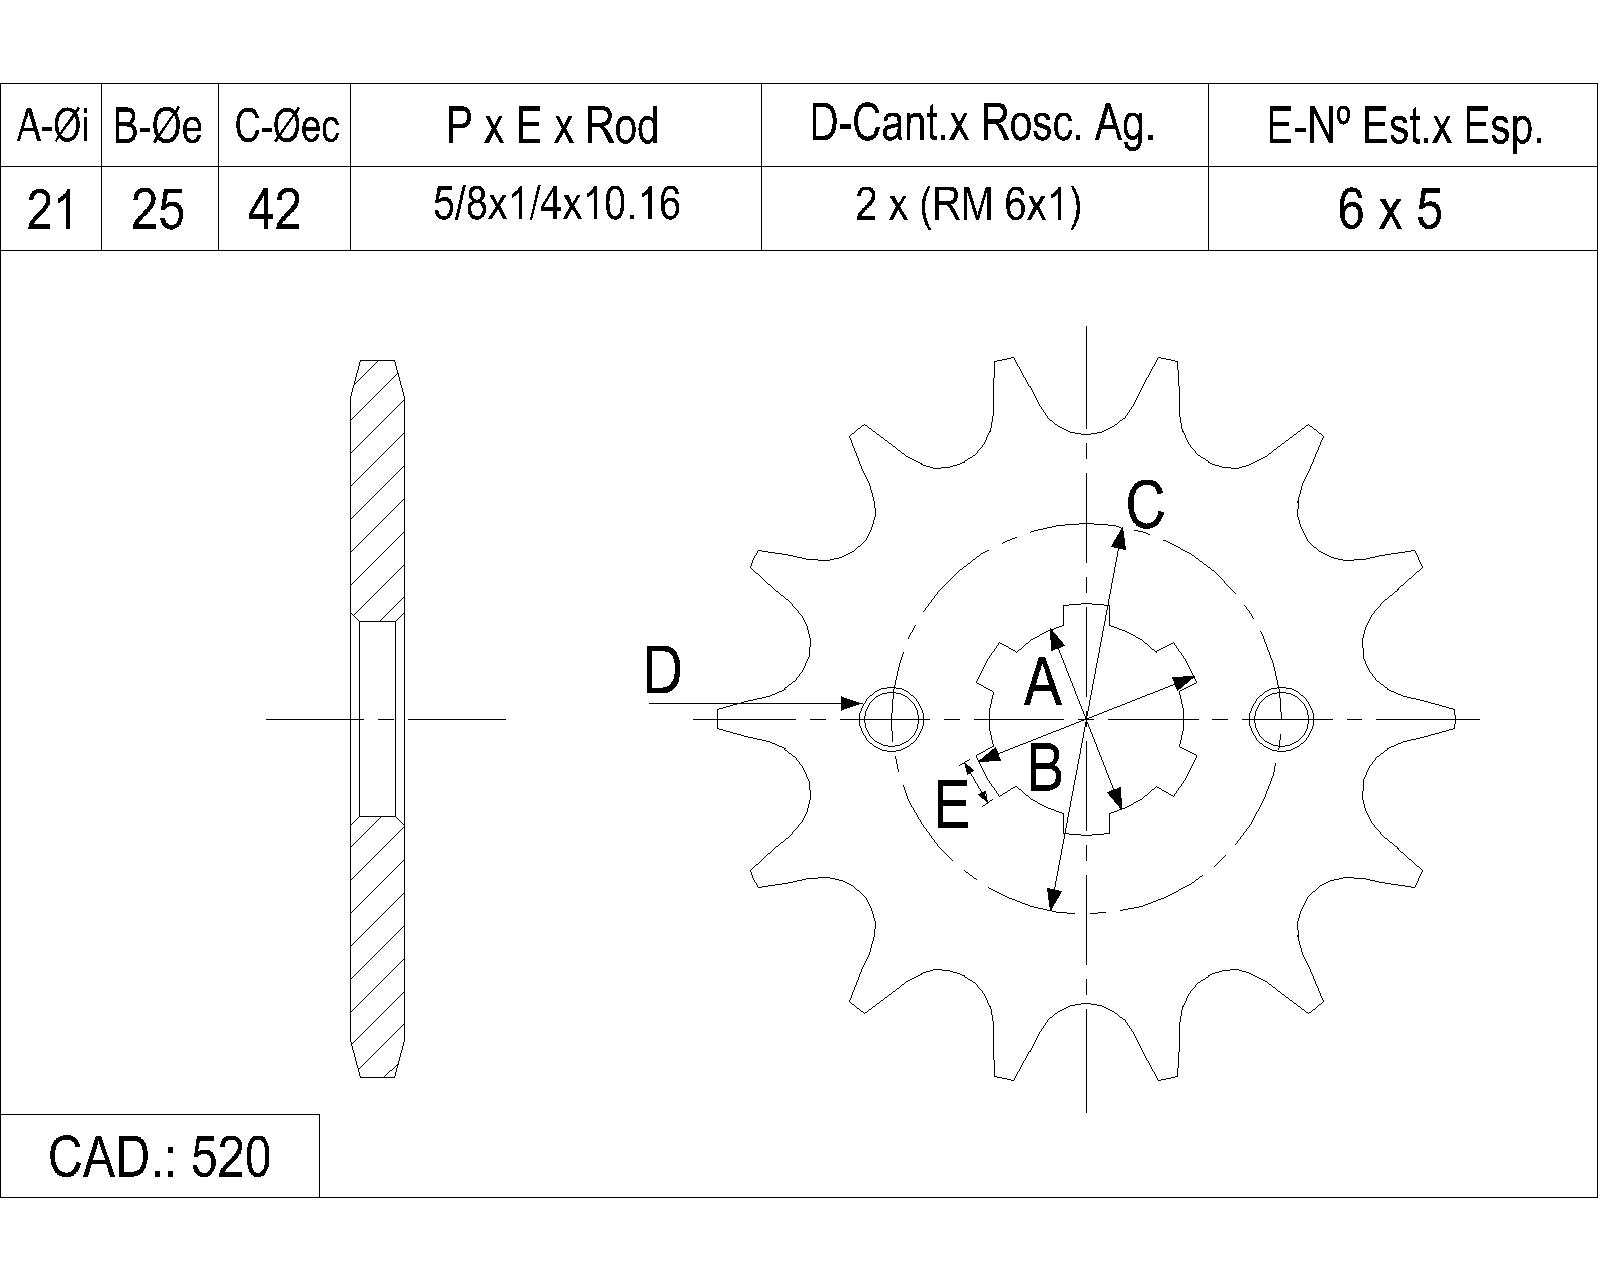 A-Øi B-Øe C-Øec P x E x Rod D-Cant.x Rosc. Ag. E-Nº Est.x Esp.
21 25 42 5/8x1/4x10.16 2 x (RM 6x1) 6 x 5
C
D
A
B
E
CAD.: 520